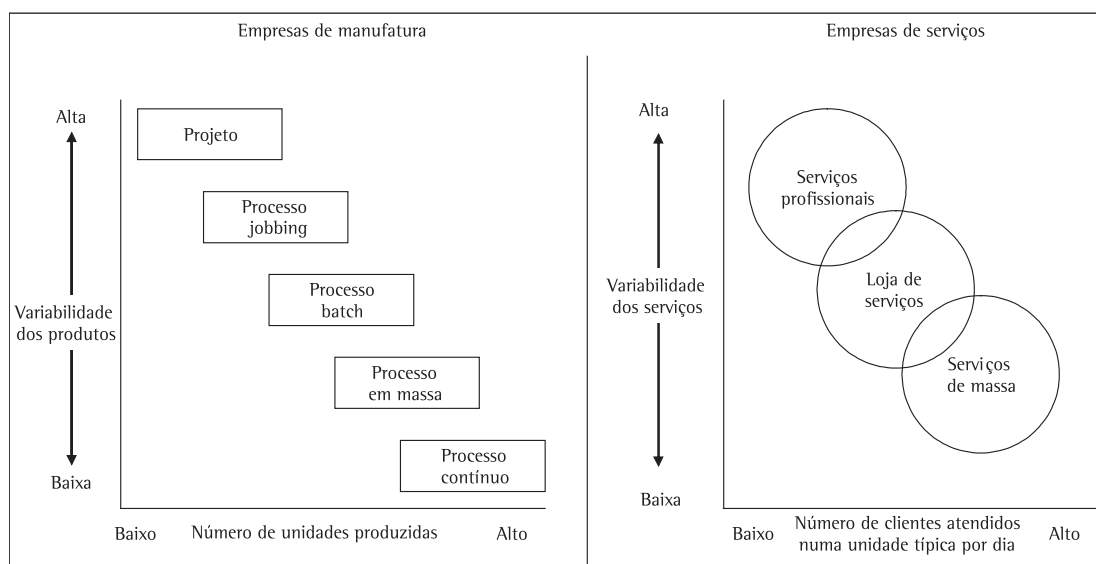 Empresas de manufatura
Alta
Variabilidade
dos produtos
Baixa
Projeto
Processo
jobbing
Processo
batch
Processo
em massa
Processo
contínuo
Baixo
Número de unidades produzidas
Alto
Empresas de serviços
Alta
Variabilidade
dos serviços
Baixa
Serviços
profissionais
Loja de
serviços
Serviços
de massa
Baixo
Número de clientes atendidos
numa unidade típica por dia
Alto